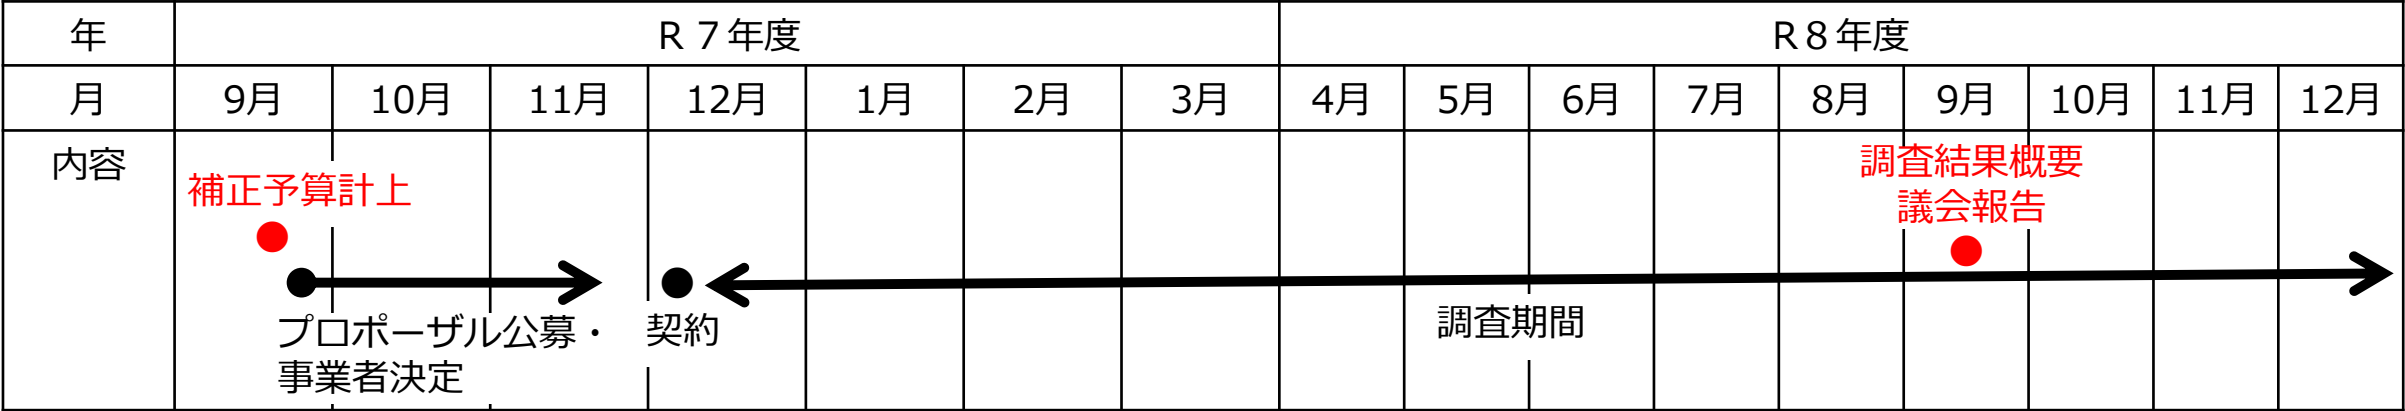 年 R７年度 R８年度
月 9月 10月 11月 12月 1月 2月 3月 4月 5月 6月 7月 8月 9月 10月 11月 12月
内容
補正予算計上
調査結果概要
議会報告
プロポーザル公募・
事業者決定
契約
調査期間